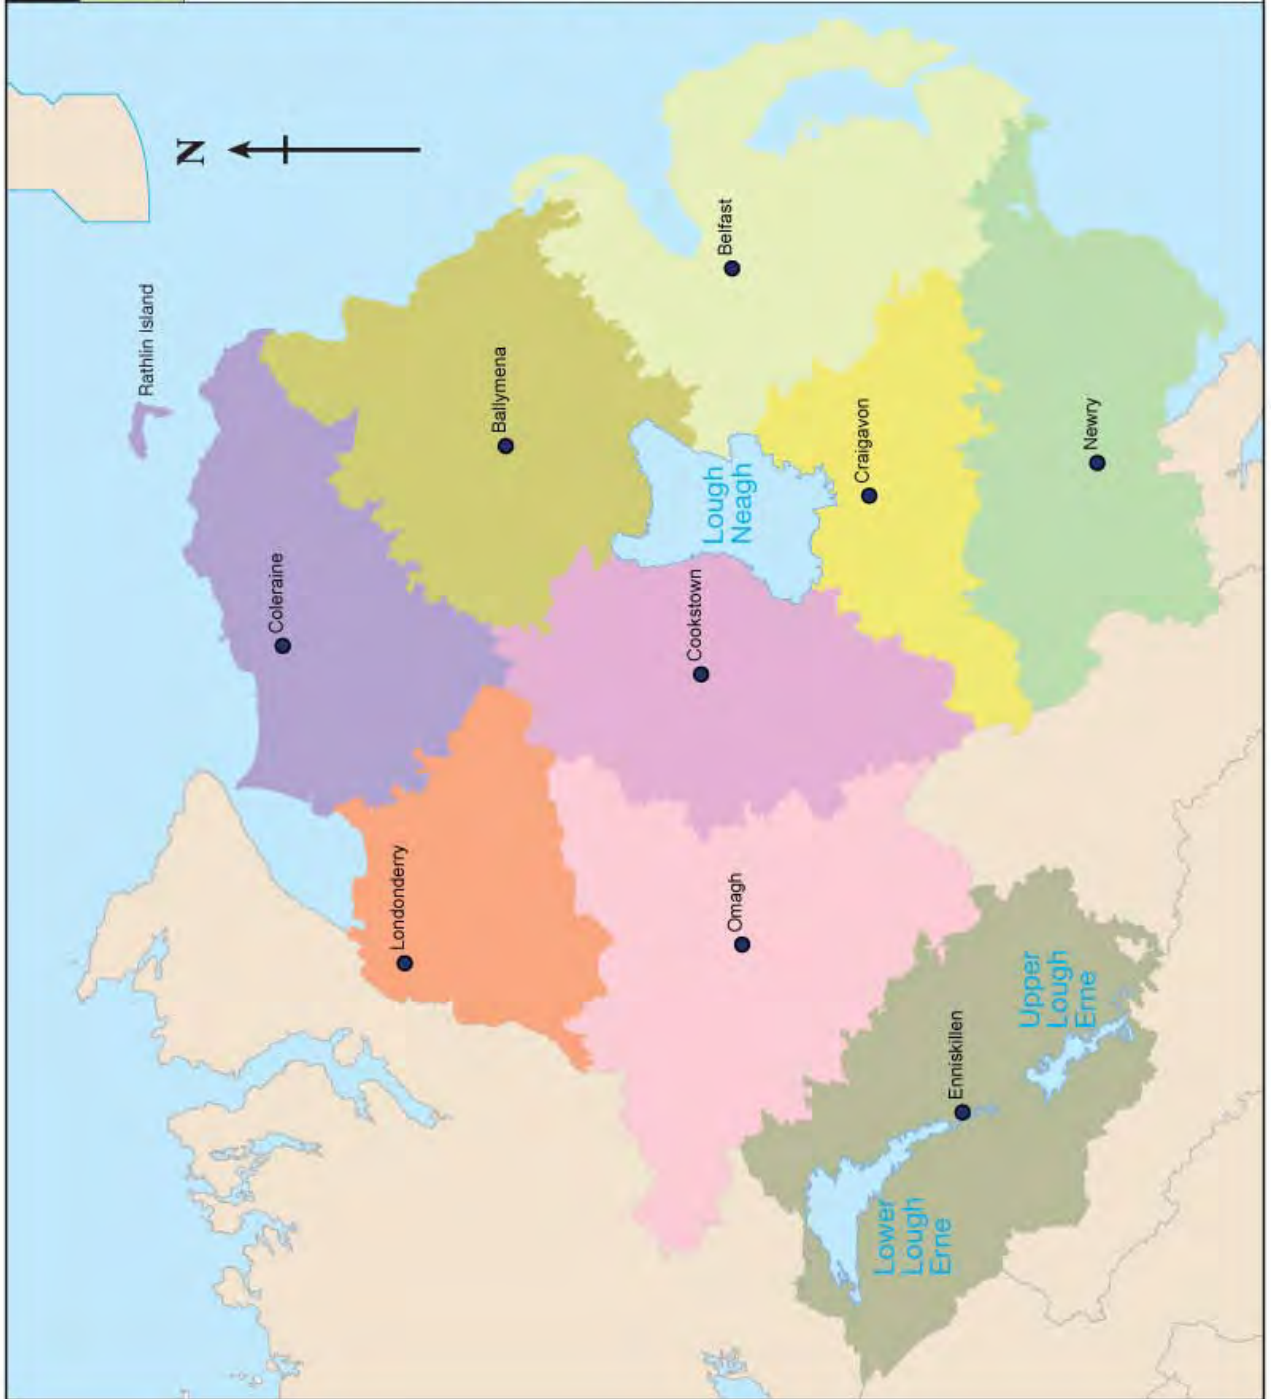 N
Rathlin Island
Coleraine
Londonderry
Ballymena
Belfast
Lough
Neagh
Cookstown
Omagh
Craigavon
Newry
Enniskillen
Lower
Lough
Erne
Upper
Lough
Erne